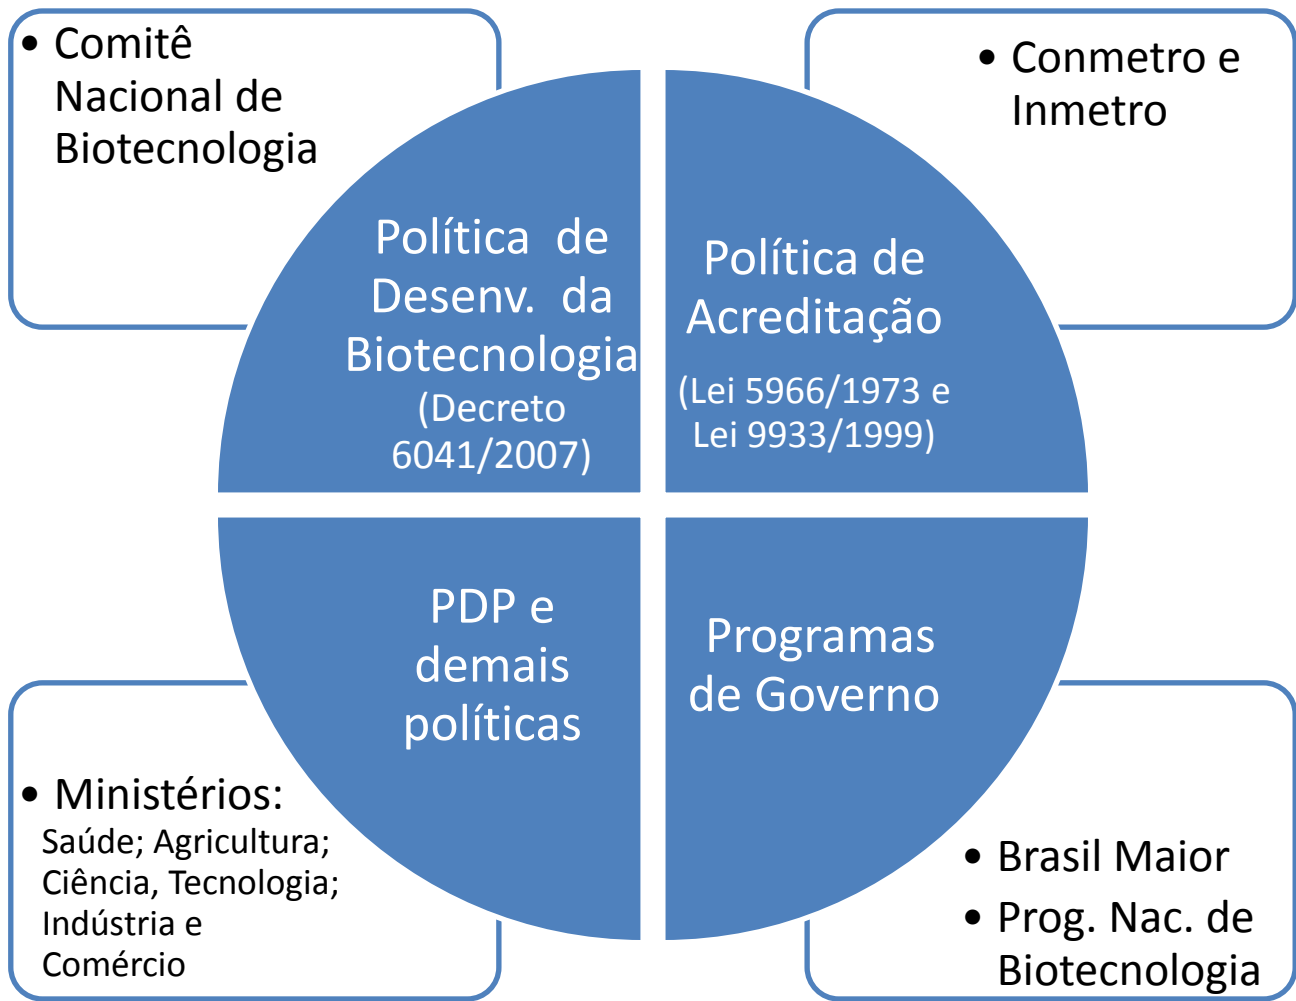 • Comitê
Nacional de
Biotecnologia
• Conmetro e
Inmetro
Política de
Desenv. da
Biotecnologia
(Decreto
6041/2007)
Política de
Acreditação
(Lei 5966/1973 e
Lei 9933/1999)
PDP e
demais
políticas
Programas
de Governo
• Ministérios:
Saúde; Agricultura;
Ciência, Tecnologia;
Indústria e
Comércio
• Brasil Maior
• Prog. Nac. de
Biotecnologia